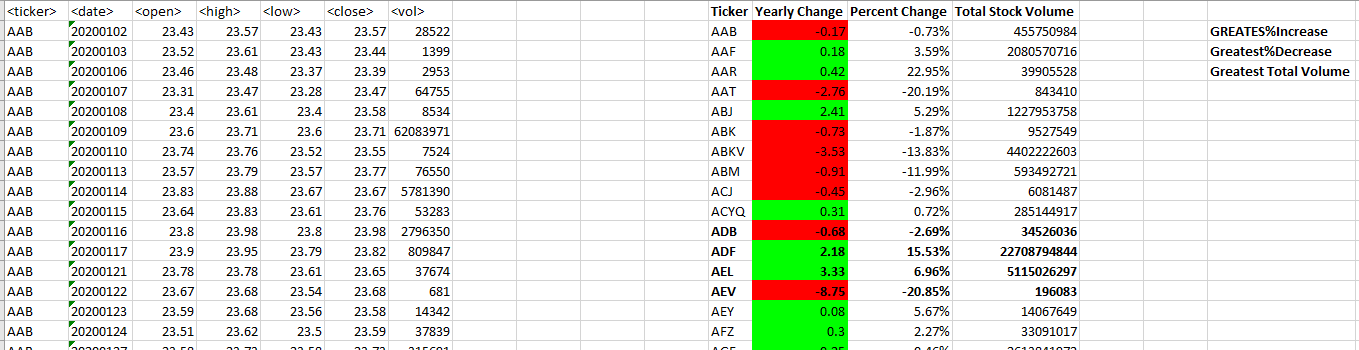 <ticker> <date> <open> <high> <low> <close> <vol> Ticker Yearly Change Percent Change Total Stock Volume
AAB 20200102 23.43 23.57 23.43 23.57 28522 AAB -0.17 -0.73% 455750984 GREATES%Increase
AAB 20200103 23.52 23.61 23.43 23.44 1399 AAF 0.18 3.59% 2080570716 Greatest%Decrease
AAB 20200106 23.46 23.48 23.37 23.39 2953 AAR 0.42 22.95% 39905528 Greatest Total Volume
AAB 20200107 23.31 23.47 23.28 23.47 64755 AAT -2.76 -20.19% 843410
AAB 20200108 23.4 23.61 23.4 23.58 8534 ABJ 2.41 5.29% 1227953758
AAB 20200109 23.6 23.71 23.6 23.71 62083971 ABK -0.73 -1.87% 9527549
AAB 20200110 23.74 23.76 23.52 23.55 7524 ABKV -3.53 -13.83% 4402222603
AAB 20200113 23.57 23.79 23.57 23.77 76550 ABM -0.91 -11.99% 593492721
AAB 20200114 23.83 23.88 23.67 23.67 5781390 ACJ -0.45 -2.96% 6081487
AAB 20200115 23.64 23.83 23.61 23.76 53283 ACYQ 0.31 0.72% 285144917
AAB 20200116 23.8 23.98 23.8 23.98 2796350 ADB -0.68 -2.69% 34526036
AAB 20200117 23.9 23.95 23.79 23.82 809847 ADF 2.18 15.53% 22708794844
AAB 20200121 23.78 23.78 23.61 23.65 37674 AEL 3.33 6.96% 5115026297
AAB 20200122 23.67 23.68 23.54 23.68 681 AEV -8.75 -20.85% 196083
AAB 20200123 23.59 23.68 23.56 23.58 14342 AEY 0.08 5.67% 14067649
AAB 20200124 23.51 23.62 23.5 23.59 37839 AFZ 0.3 2.27% 33091017